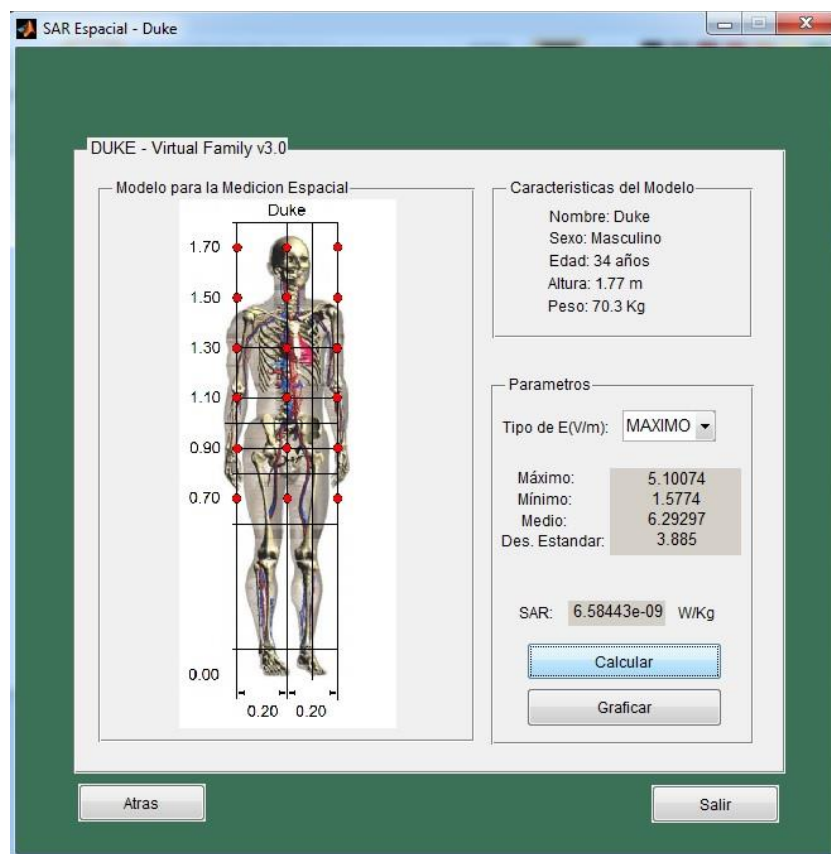 SAR Espacial - Duke
DUKE - Virtual Family v3.0
Modelo para la Medicion Espacial
Duke
1.70
1.50
1.30
1.10
0.90
0.70
0.00
0.20 0.20
Caracteristicas del Modelo
Nombre: Duke
Sexo: Masculino
Edad: 34 años
Altura: 1.77 m
Peso: 70.3 Kg
Parametros
Tipo de E(V/m): MAXIMO
Máximo: 5.10074
Mínimo: 1.5774
Medio: 6.29297
Des. Estandar: 3.885
SAR: 6.58443e-09 W/Kg
Calcular
Graficar
Atras
Salir